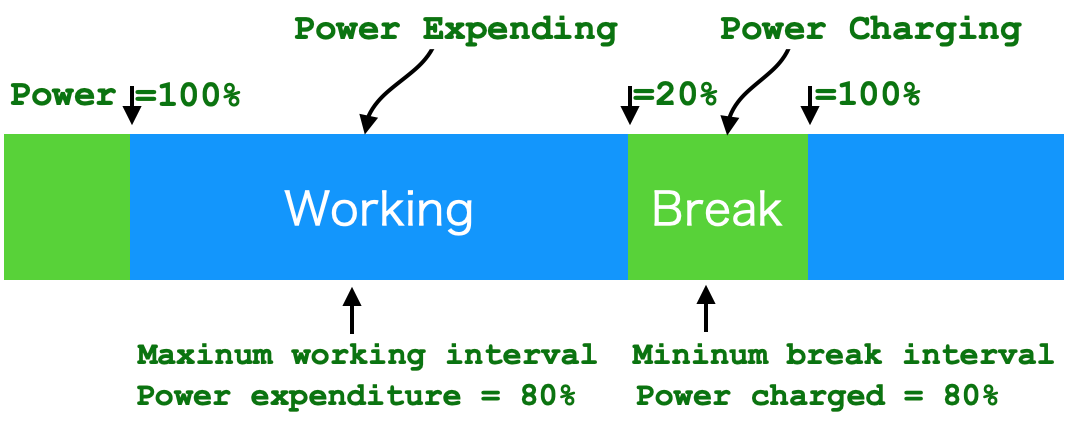 Power Expending
Power Charging
Power =100%
=20%
=100%
Working
Break
Maxinum working interval
Power expenditure = 80%
Mininum break interval
Power charged = 80%